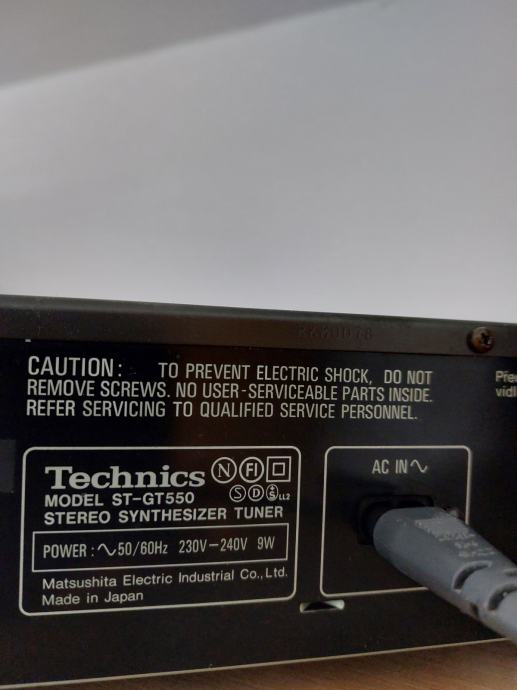 CAUTION: TO PREVENT ELECTRIC SHOCK, DO NOT
REMOVE SCREWS. NO USER-SERVICEABLE PARTS INSIDE.
REFER SERVICING TO QUALIFIED SERVICE PERSONNEL.
Technics N FI
S D S LL2
MODEL ST-GT550
STEREO SYNTHESIZER TUNER
POWER: ∿50/60Hz 230V–240V 9W
Matsushita Electric Industrial Co., Ltd.
Made in Japan
AC IN∿